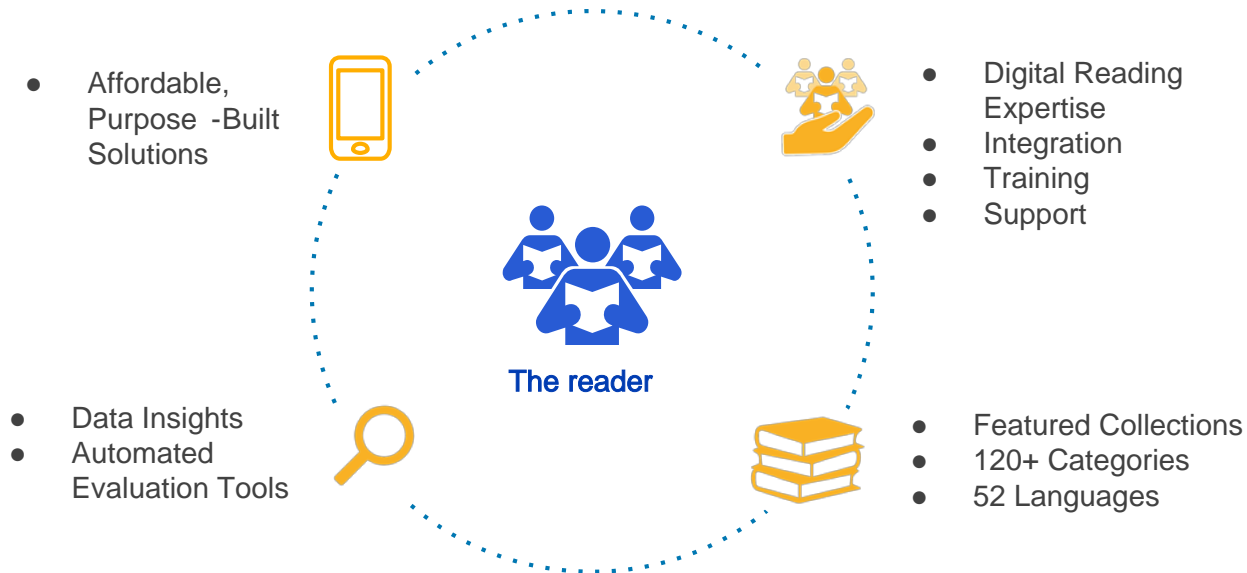 ● Affordable,
Purpose -Built
Solutions
● Digital Reading
Expertise
● Integration
● Training
● Support
The reader
● Data Insights
● Automated
Evaluation Tools
● Featured Collections
● 120+ Categories
● 52 Languages